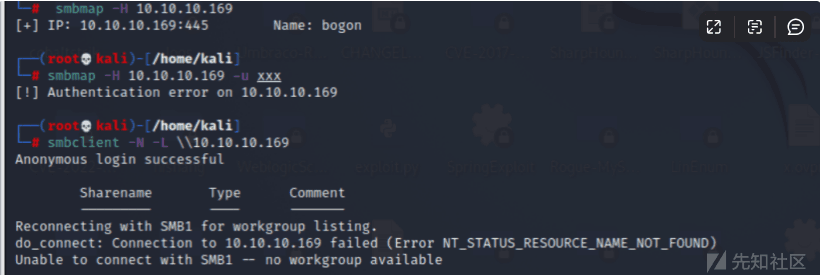 smbmap -H 10.10.10.169
[+] IP: 10.10.10.169:445 Name: bogon
(root💀kali)-[/home/kali]
# smbmap -H 10.10.10.169 -u xxx
[!] Authentication error on 10.10.10.169
(root💀kali)-[/home/kali]
# smbclient -N -L \\10.10.10.169
Anonymous login successful
Sharename Type Comment
Reconnecting with SMB1 for workgroup listing.
do_connect: Connection to 10.10.10.169 failed (Error NT_STATUS_RESOURCE_NAME_NOT_FOUND)
Unable to connect with SMB1 -- no workgroup available
先知社区